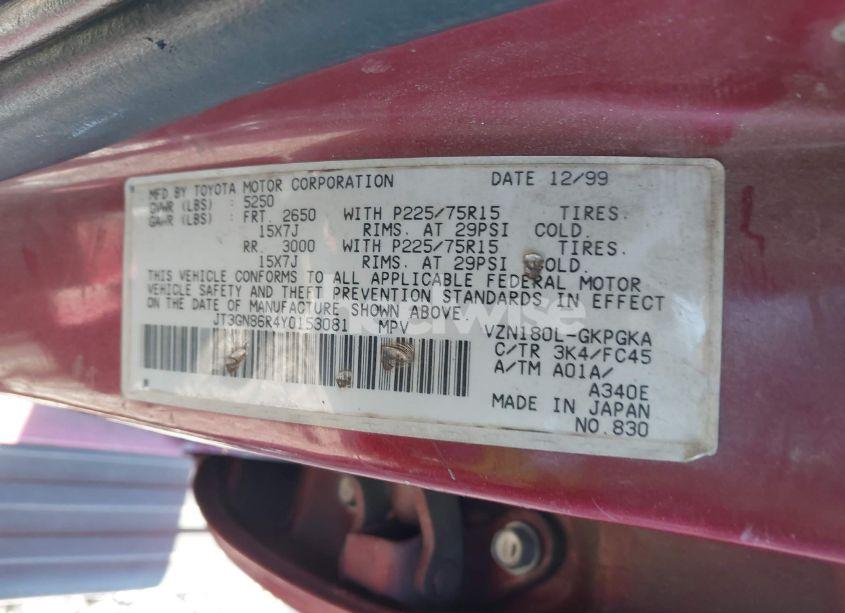 MFD BY TOYOTA MOTOR CORPORATION DATE 12/99
GVWR (LBS) : 5250
GAWR (LBS) : FRT. 2650 WITH P225/75R15 TIRES.
15X7J RIMS. AT 29PSI COLD.
RR. 3000 WITH P225/75R15 TIRES.
15X7J RIMS. AT 29PSI COLD.
THIS VEHICLE CONFORMS TO ALL APPLICABLE FEDERAL MOTOR
VEHICLE SAFETY AND THEFT PREVENTION STANDARDS IN EFFECT
ON THE DATE OF MANUFACTURE SHOWN ABOVE.
JT3GN86R4Y0153081 MPV VZN180L-GKPGKA
C/TR 3K4/FC45
A/TM A01A/
A340E
MADE IN JAPAN
NO.830